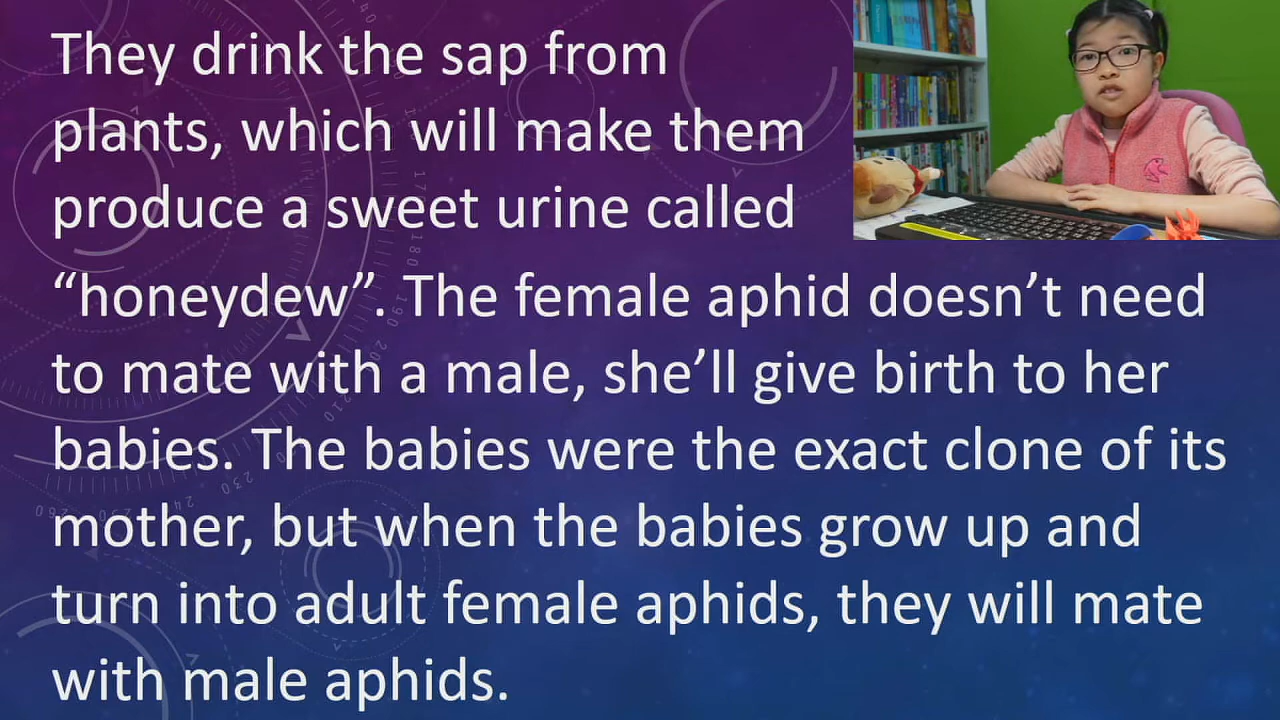 They drink the sap from
plants, which will make them
produce a sweet urine called
“honeydew”. The female aphid doesn’t need
to mate with a male, she’ll give birth to her
babies. The babies were the exact clone of its
mother, but when the babies grow up and
turn into adult female aphids, they will mate
with male aphids.